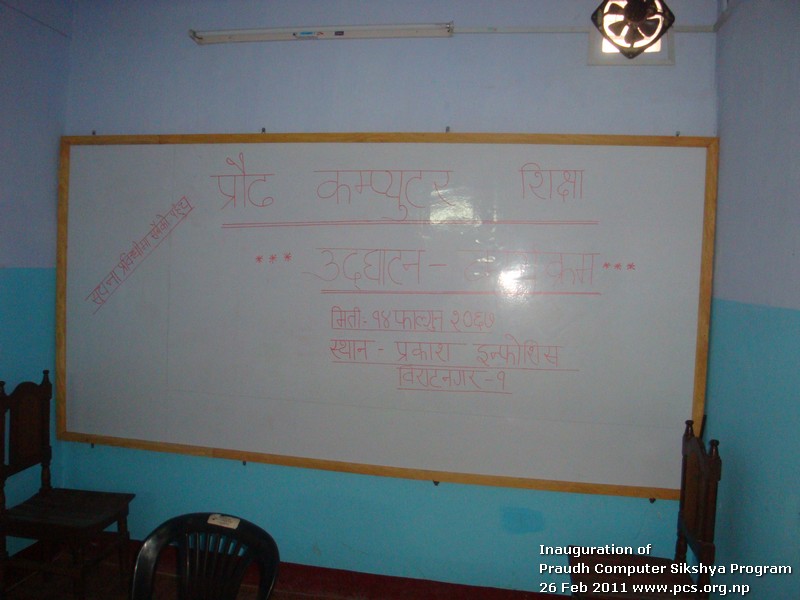 प्रौढ कम्प्युटर शिक्षा
*** उद्घाटन - कार्यक्रम ***
मिती - १४ फाल्गुन २०६७
स्थान - प्रकाश इन्फोशिस
विराटनगर - १
सूचना प्रविधीमा सबैको पहुँच
Inauguration of
Praudh Computer Sikshya Program
26 Feb 2011 www.pcs.org.np